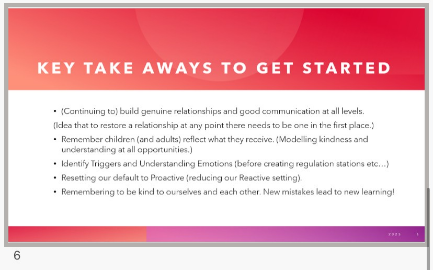 KEY TAKE AWAYS TO GET STARTED
• (Continuing to) build genuine relationships and good communication at all levels.
(Idea that to restore a relationship at any point there needs to be one in the first place.)
• Remember children (and adults) reflect what they receive. (Modelling kindness and
understanding at all opportunities.)
• Identify Triggers and Understanding Emotions (before creating regulation stations etc...)
• Resetting our default to Proactive (reducing our Reactive setting).
• Remembering to be kind to ourselves and each other. New mistakes lead to new learning!
6